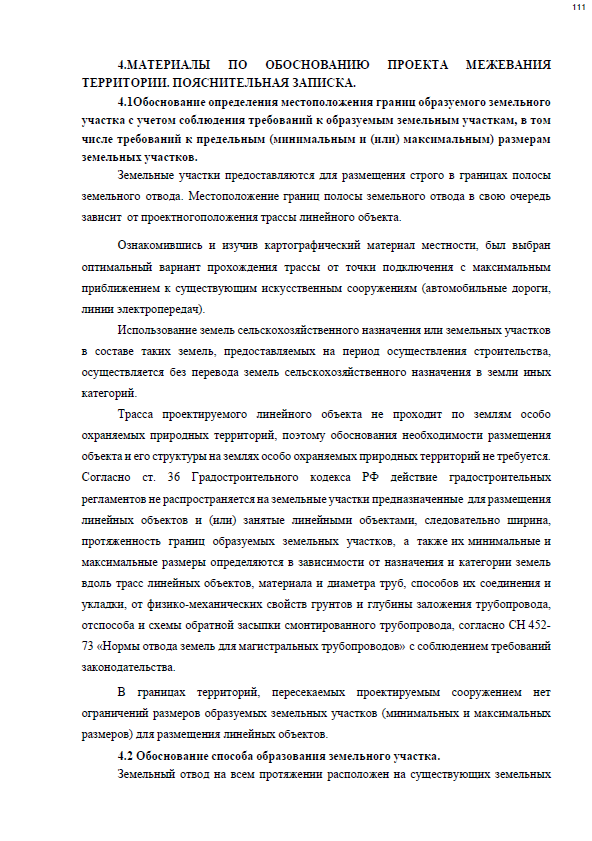 111
4.МАТЕРИАЛЫ ПО ОБОСНОВАНИЮ ПРОЕКТА МЕЖЕВАНИЯ
ТЕРРИТОРИИ. ПОЯСНИТЕЛЬНАЯ ЗАПИСКА.
4.1Обоснование определения местоположения границ образуемого земельного
участка с учетом соблюдения требований к образуемым земельным участкам, в том
числе требований к предельным (минимальным и (или) максимальным) размерам
земельных участков.
Земельные участки предоставляются для размещения строго в границах полосы
земельного отвода. Местоположение границ полосы земельного отвода в свою очередь
зависит от проектногоположения трассы линейного объекта.
Ознакомившись и изучив картографический материал местности, был выбран
оптимальный вариант прохождения трассы от точки подключения с максимальным
приближением к существующим искусственным сооружениям (автомобильные дороги,
линии электропередач).
Использование земель сельскохозяйственного назначения или земельных участков
в составе таких земель, предоставляемых на период осуществления строительства,
осуществляется без перевода земель сельскохозяйственного назначения в земли иных
категорий.
Трасса проектируемого линейного объекта не проходит по землям особо
охраняемых природных территорий, поэтому обоснования необходимости размещения
объекта и его структуры на землях особо охраняемых природных территорий не требуется.
Согласно ст. 36 Градостроительного кодекса РФ действие градостроительных
регламентов не распространяется на земельные участки предназначенные для размещения
линейных объектов и (или) занятые линейными объектами, следовательно ширина,
протяженность границ образуемых земельных участков, а также их минимальные и
максимальные размеры определяются в зависимости от назначения и категории земель
вдоль трасс линейных объектов, материала и диаметра труб, способов их соединения и
укладки, от физико-механических свойств грунтов и глубины заложения трубопровода,
отспособа и схемы обратной засыпки смонтированного трубопровода, согласно СН 452-
73 «Нормы отвода земель для магистральных трубопроводов» с соблюдением требований
законодательства.
В границах территорий, пересекаемых проектируемым сооружением нет
ограничений размеров образуемых земельных участков (минимальных и максимальных
размеров) для размещения линейных объектов.
4.2 Обоснование способа образования земельного участка.
Земельный отвод на всем протяжении расположен на существующих земельных